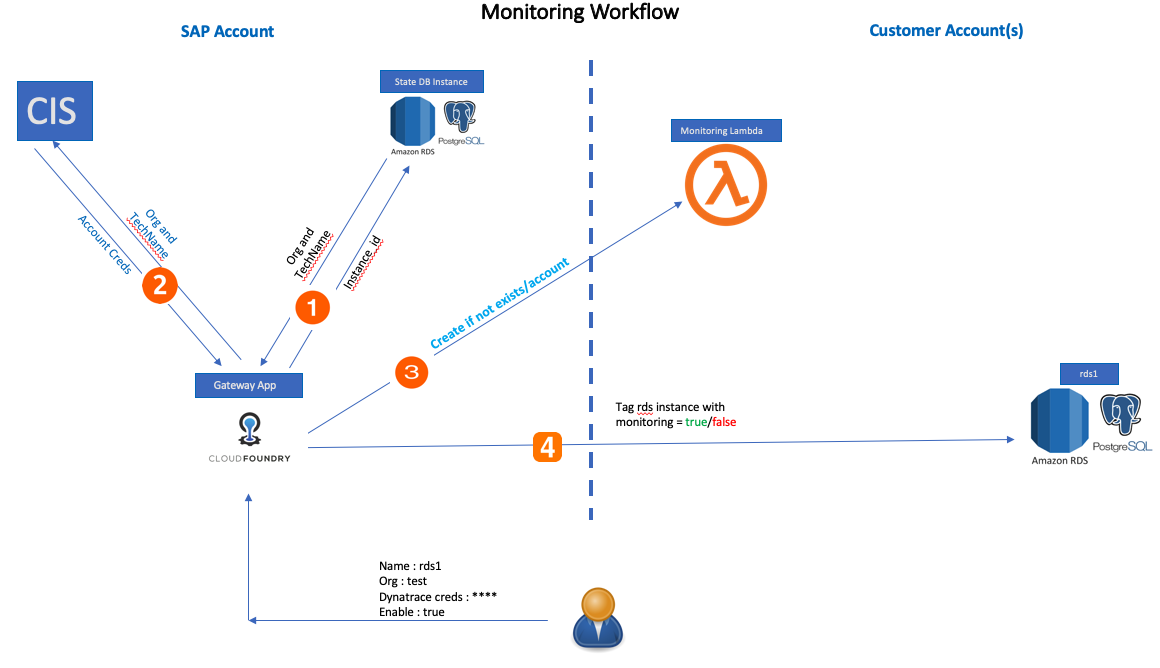 Monitoring Workflow
SAP Account
Customer Account(s)
CIS
State DB Instance
PostgreSQL
Amazon RDS
Monitoring Lambda
Org and
TechName
Account Creds
2
Org and
TechName
Instance_id
1
Create if not exists/account
3
Gateway App
CLOUD FOUNDRY
4
Tag rds instance with
monitoring = true/false
rds1
PostgreSQL
Amazon RDS
Name : rds1
Org : test
Dynatrace creds : ****
Enable : true